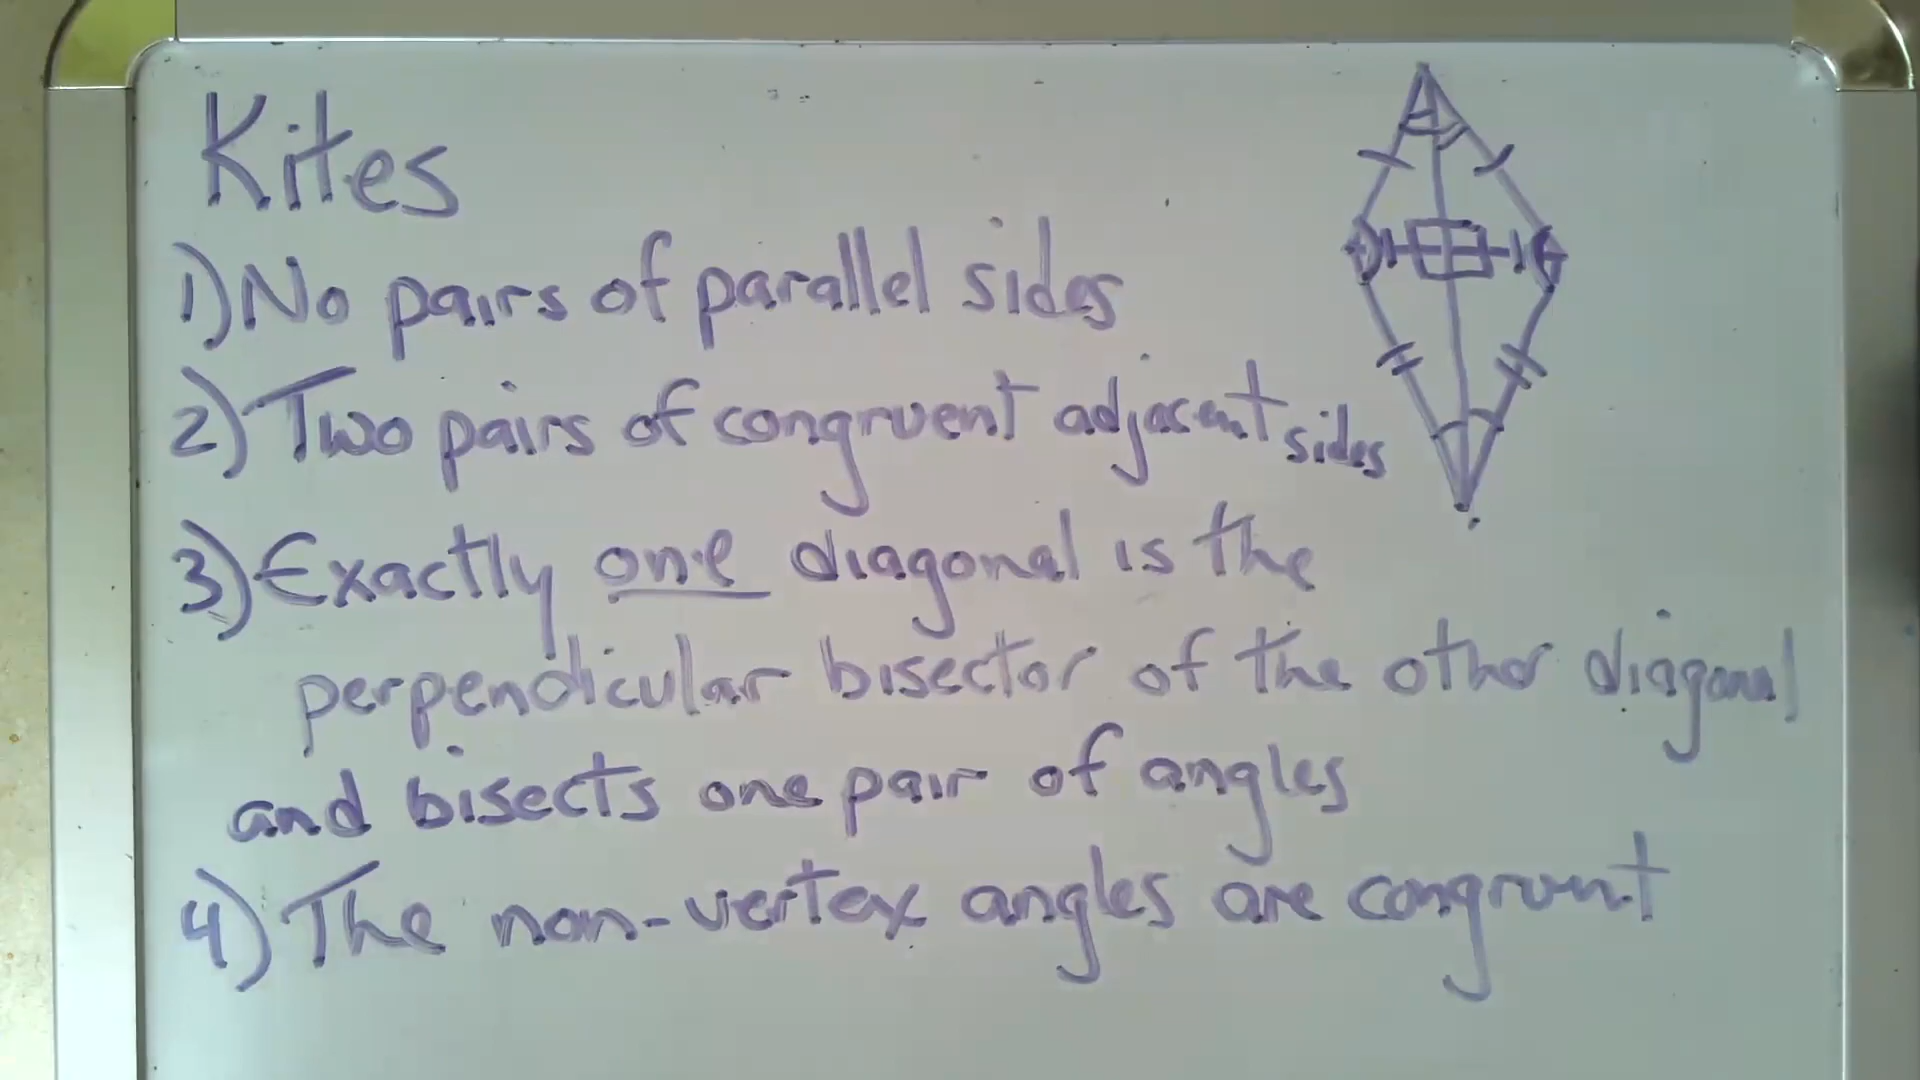 Kites
1) No pairs of parallel sides
2) Two pairs of congruent adjacent sides
3) Exactly one diagonal is the
perpendicular bisector of the other diagonal
and bisects one pair of angles
4) The non-vertex angles are congruent